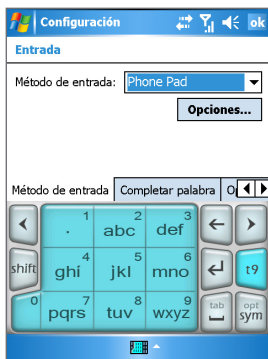 Configuración ok
Entrada
Método de entrada: Phone Pad
Opciones...
Método de entrada Completar palabra
. 1 abc 2 def 3
shift ghi 4 jkl 5 mno 6 t9
0 pqrs 7 tuv 8 wxyz 9 tab opt sym